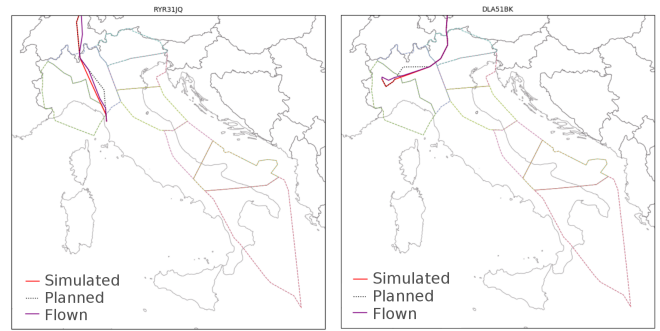 RYR31JQ
Simulated
Planned
Flown
DLA51BK
Simulated
Planned
Flown